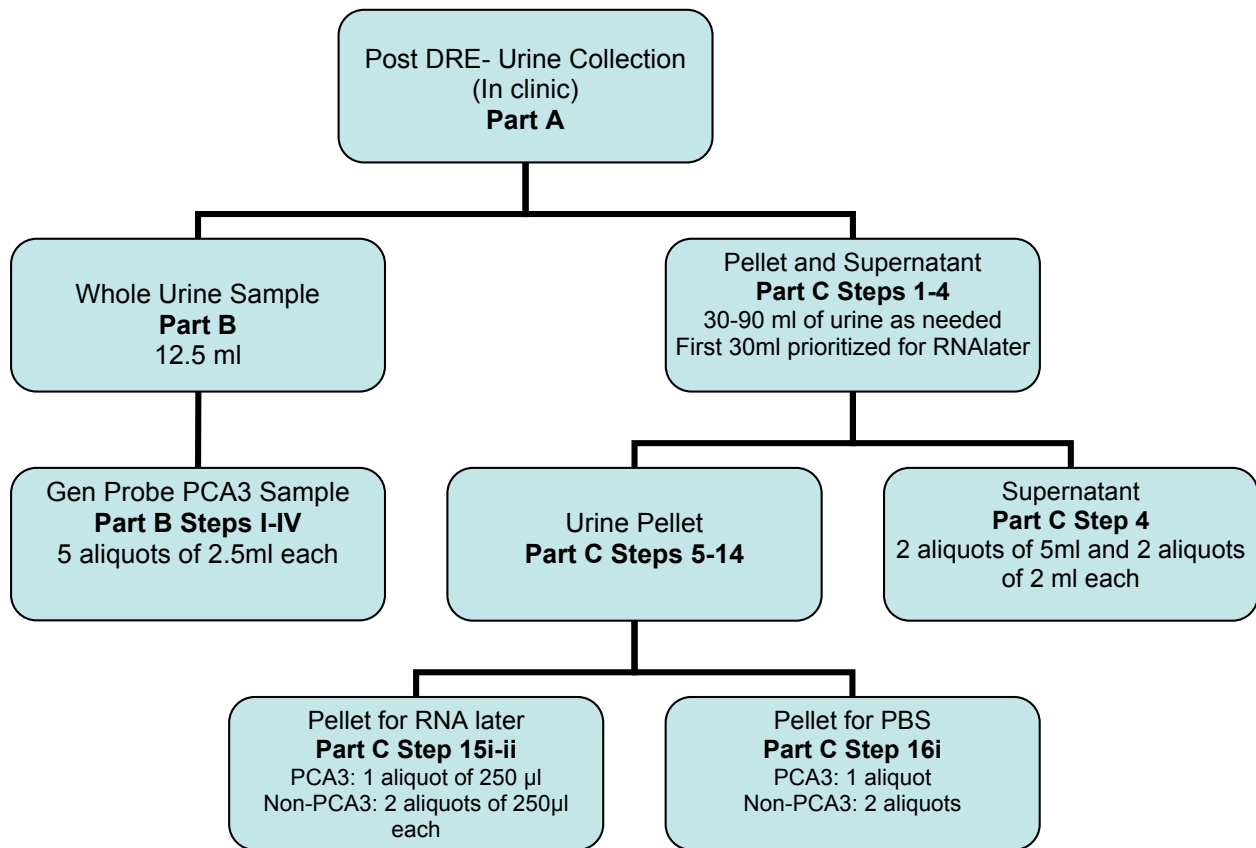 Post DRE- Urine Collection
(In clinic)
Part A
Whole Urine Sample
Part B
12.5 ml
Pellet and Supernatant
Part C Steps 1-4
30-90 ml of urine as needed
First 30ml prioritized for RNAlater
Gen Probe PCA3 Sample
Part B Steps I-IV
5 aliquots of 2.5ml each
Urine Pellet
Part C Steps 5-14
Supernatant
Part C Step 4
2 aliquots of 5ml and 2 aliquots
of 2 ml each
Pellet for RNA later
Part C Step 15i-ii
PCA3: 1 aliquot of 250 µl
Non-PCA3: 2 aliquots of 250µl
each
Pellet for PBS
Part C Step 16i
PCA3: 1 aliquot
Non-PCA3: 2 aliquots